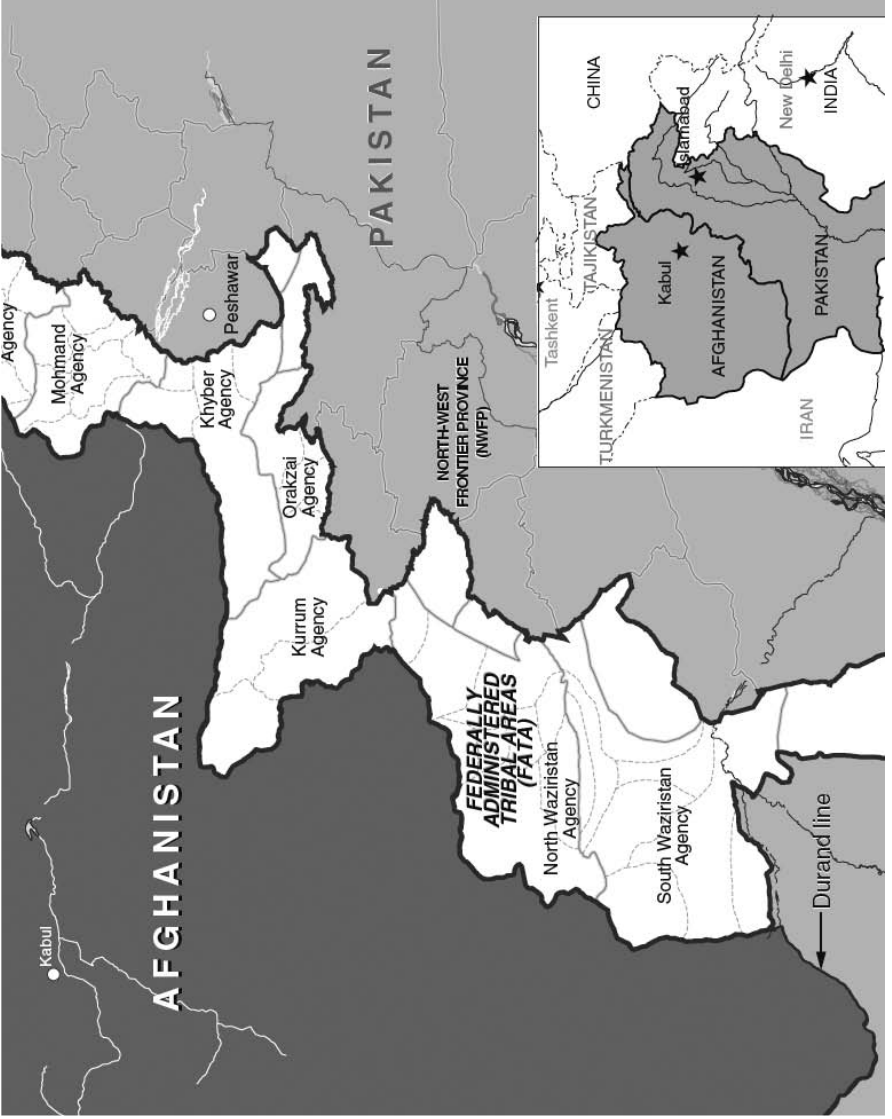 AFGHANISTAN
Kabul
Agency
Mohmand
Agency
Khyber
Agency
Peshawar
Orakzai
Agency
Kurrum
Agency
PAKISTAN
NORTH-WEST
FRONTIER PROVINCE
(NWFP)
FEDERALLY
ADMINISTERED
TRIBAL AREAS
(FATA)
North Waziristan
Agency
South Waziristan
Agency
Durand line
CHINA
TAJIKISTAN
Tashkent
TURKMENISTAN
Islamabad
Kabul
AFGHANISTAN
PAKISTAN
New Delhi
INDIA
IRAN